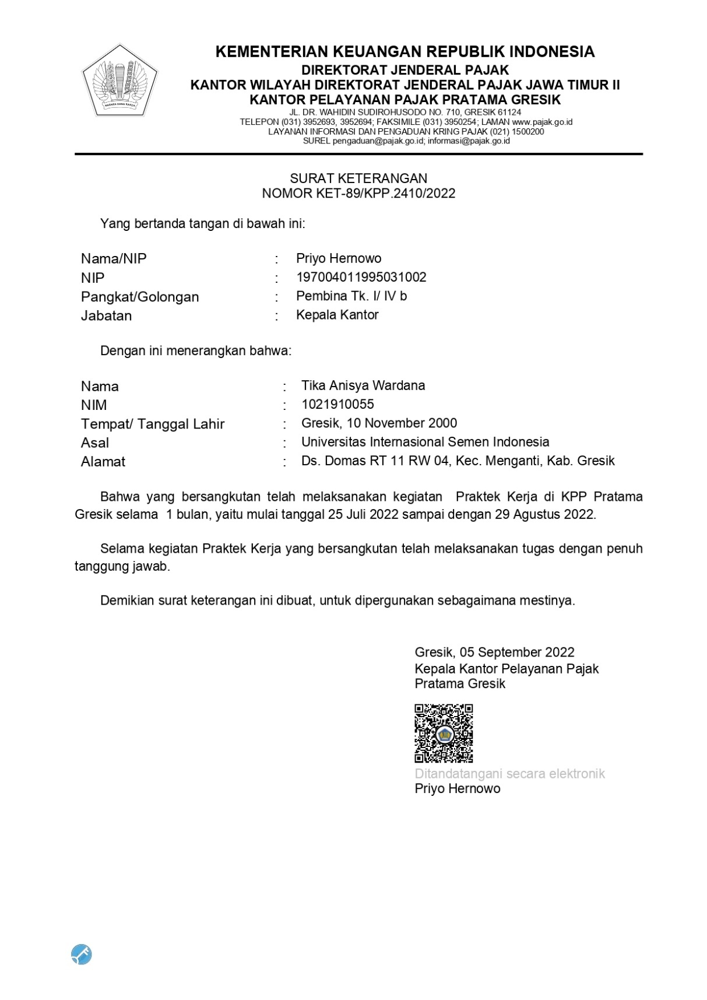 KEMENTERIAN KEUANGAN REPUBLIK INDONESIA
DIREKTORAT JENDERAL PAJAK
KANTOR WILAYAH DIREKTORAT JENDERAL PAJAK JAWA TIMUR II
KANTOR PELAYANAN PAJAK PRATAMA GRESIK
JL. DR. WAHIDIN SUDIROHUSODO NO. 710, GRESIK 61124
TELEPON (031) 3952693, 3952694; FAKSIMILE (031) 3950254; LAMAN www.pajak.go.id
LAYANAN INFORMASI DAN PENGADUAN KRING PAJAK (021) 1500200
SUREL pengaduan@pajak.go.id; informasi@pajak.go.id
NAGARA DANA RAKCA
SURAT KETERANGAN
NOMOR KET-89/KPP.2410/2022
Yang bertanda tangan di bawah ini:
Nama/NIP : Priyo Hernowo
NIP : 197004011995031002
Pangkat/Golongan : Pembina Tk. I/ IV b
Jabatan : Kepala Kantor
Dengan ini menerangkan bahwa:
Nama : Tika Anisya Wardana
NIM : 1021910055
Tempat/ Tanggal Lahir : Gresik, 10 November 2000
Asal : Universitas Internasional Semen Indonesia
Alamat : Ds. Domas RT 11 RW 04, Kec. Menganti, Kab. Gresik
Bahwa yang bersangkutan telah melaksanakan kegiatan Praktek Kerja di KPP Pratama
Gresik selama 1 bulan, yaitu mulai tanggal 25 Juli 2022 sampai dengan 29 Agustus 2022.
Selama kegiatan Praktek Kerja yang bersangkutan telah melaksanakan tugas dengan penuh
tanggung jawab.
Demikian surat keterangan ini dibuat, untuk dipergunakan sebagaimana mestinya.
Gresik, 05 September 2022
Kepala Kantor Pelayanan Pajak
Pratama Gresik
Ditandatangani secara elektronik
Priyo Hernowo